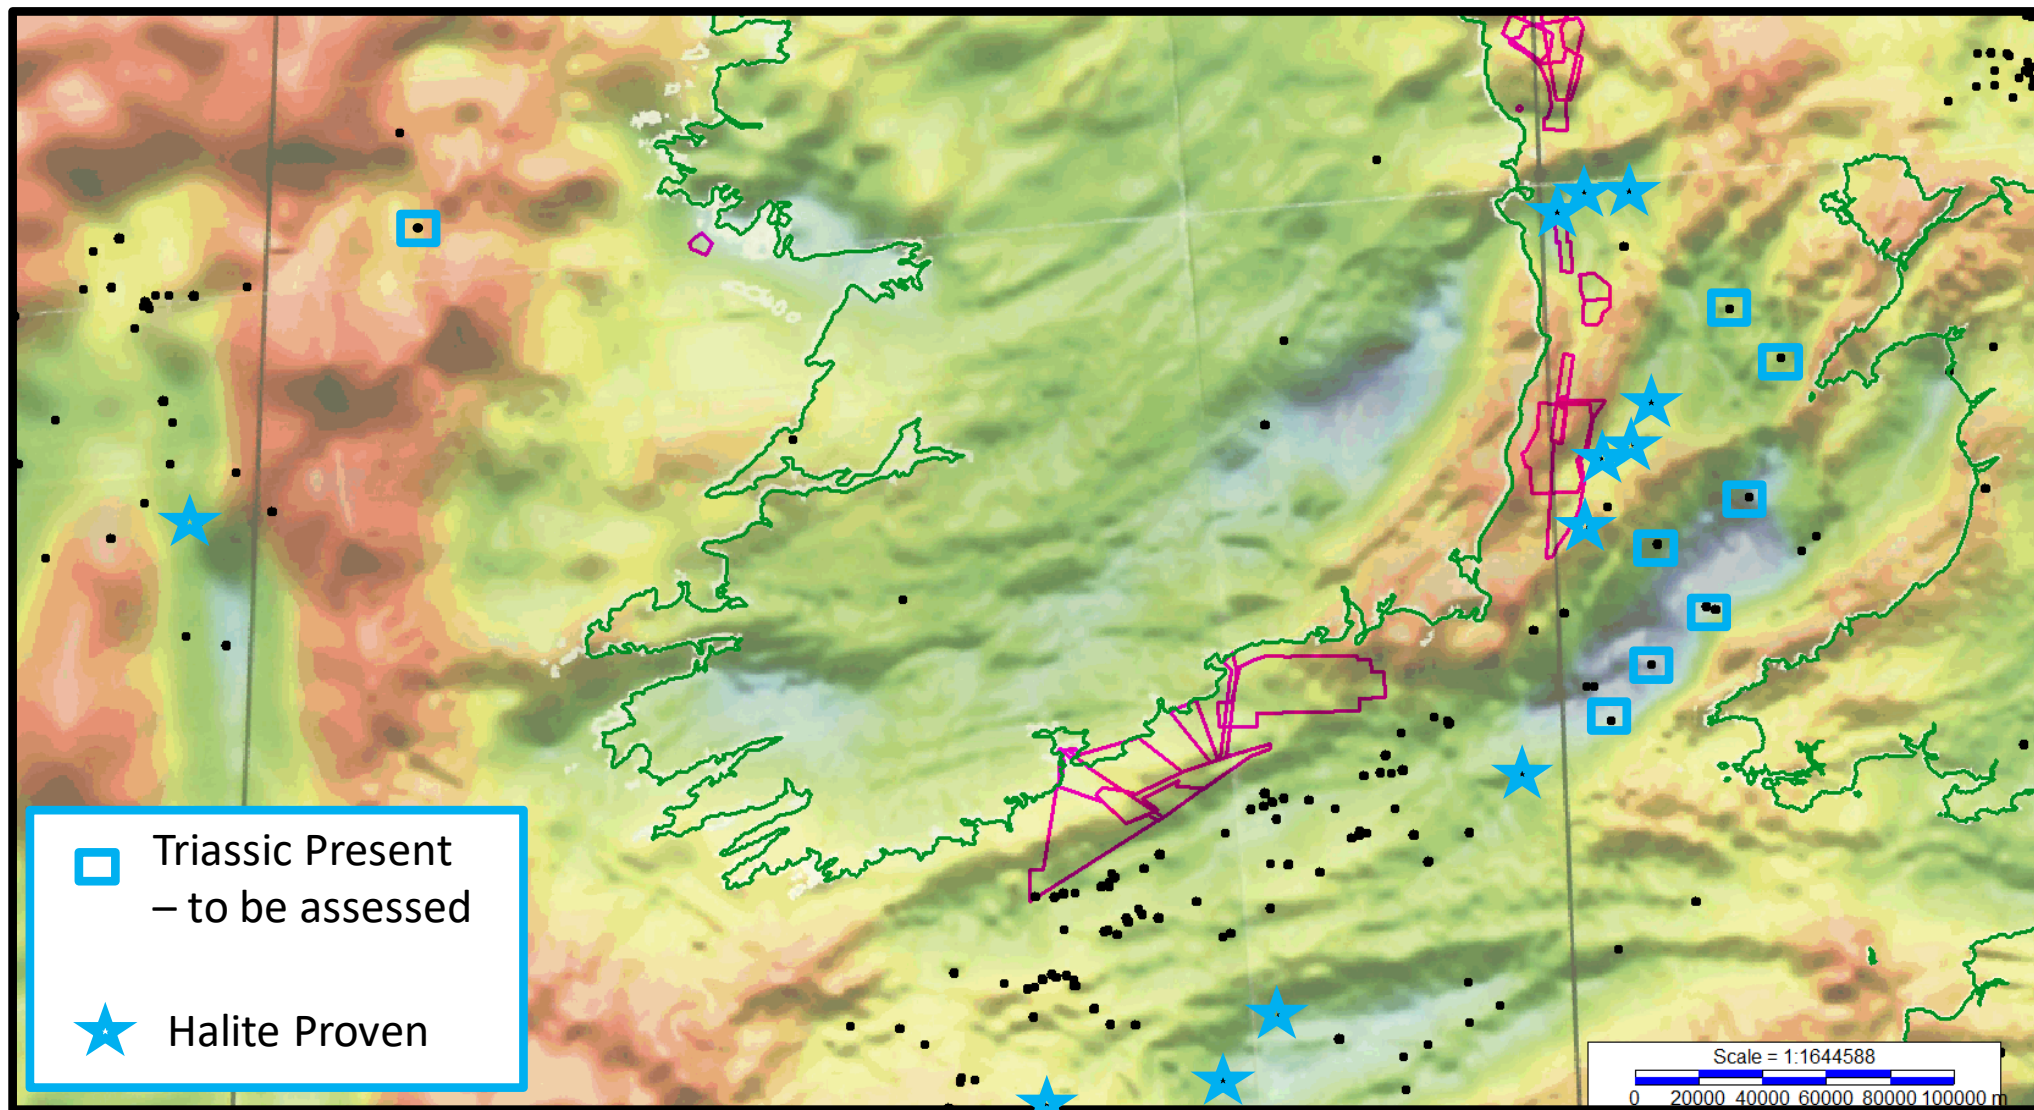 Triassic Present
– to be assessed
Halite Proven
Scale = 1:1644588
0 20000 40000 60000 80000 100000 m